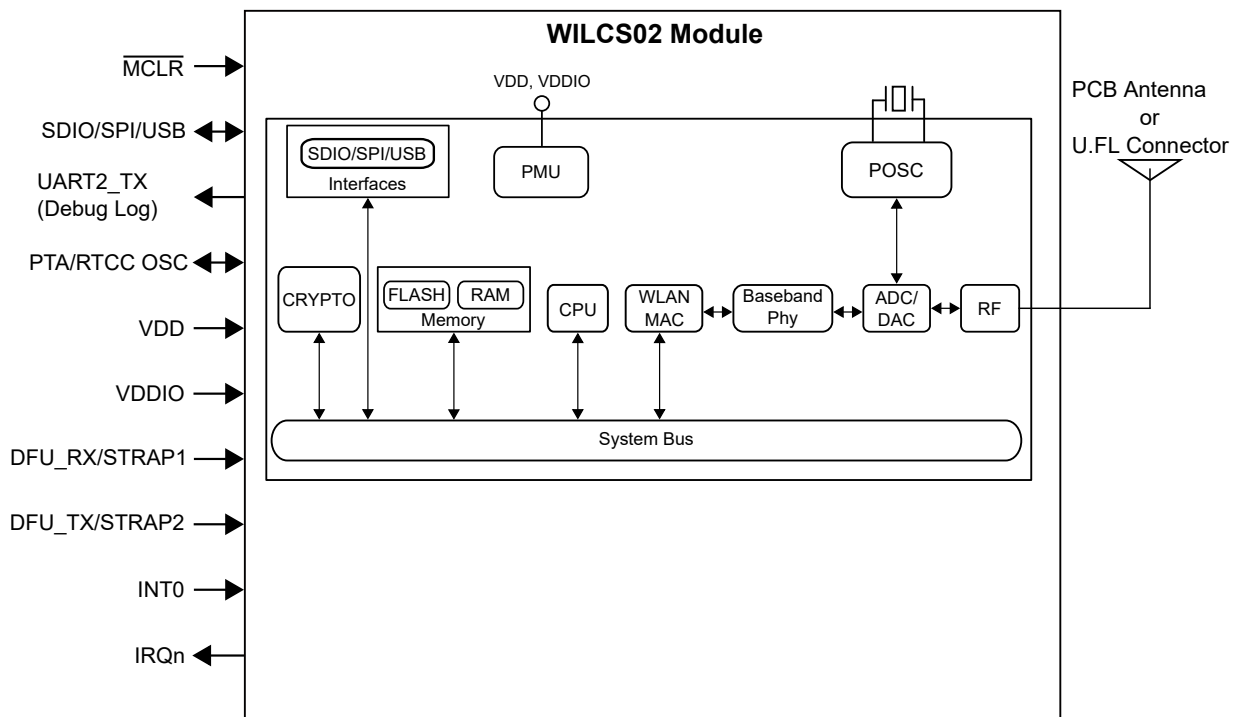 WILCS02 Module
MCLR
SDIO/SPI/USB
UART2_TX
(Debug Log)
PTA/RTCC OSC
VDD
VDDIO
DFU_RX/STRAP1
DFU_TX/STRAP2
INT0
IRQn
VDD, VDDIO
SDIO/SPI/USB
Interfaces
PMU
POSC
CRYPTO
FLASH
RAM
Memory
CPU
WLAN
MAC
Baseband
Phy
ADC/
DAC
RF
System Bus
PCB Antenna
or
U.FL Connector